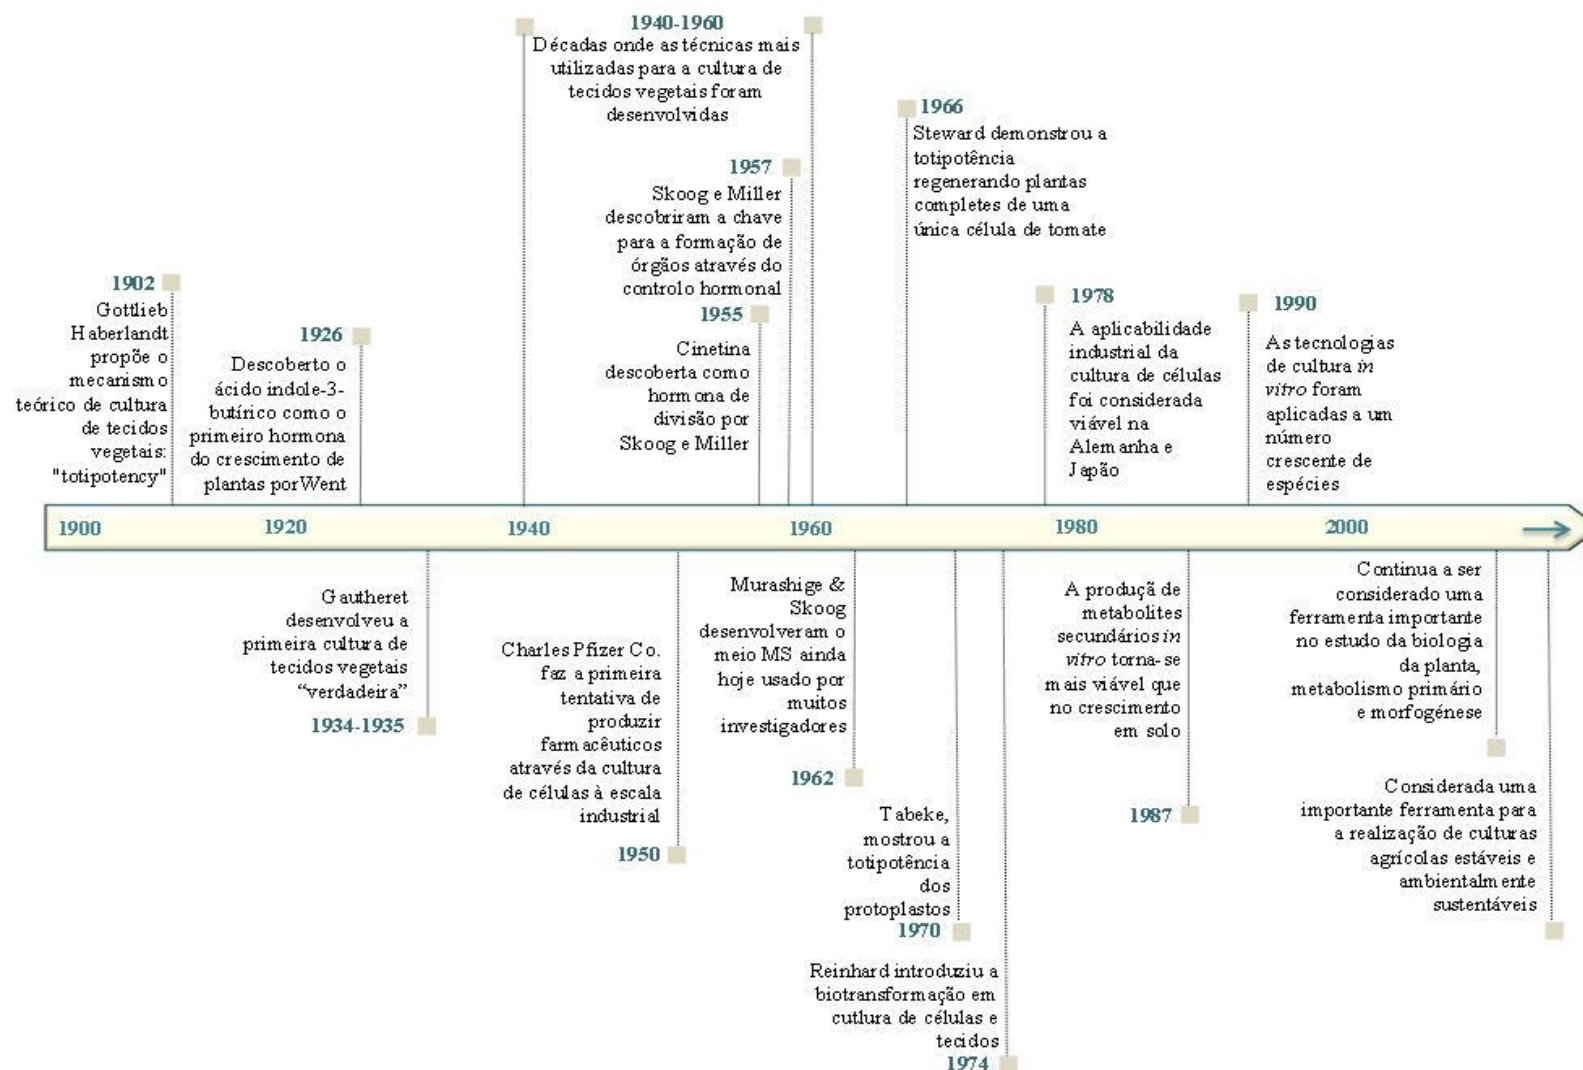 1940-1960
Décadas onde as técnicas mais
utilizadas para a cultura de
tecidos vegetais foram
desenvolvidas
1966
Steward demonstrou a
totipotência
regenerando plantas
completes de uma
única célula de tomate
1957
Skoog e Miller
descobriram a chave
para a formação de
órgãos através do
controlo hormonal
1902
Gottlieb
Haberlandt
propõe o
mecanismo
teórico de cultura
de tecidos
vegetais:
"totipotency"
1926
Descoberto o
ácido indole-3-
butírico como o
primeiro hormona
do crescimento de
plantas por Went
1955
Cinetina
descoberta como
hormona de
divisão por
Skoog e Miller
1978
A aplicabilidade
industrial da
cultura de células
foi considerada
viável na
Alemanha e
Japão
1990
As tecnologias
de cultura in
vitro foram
aplicadas a um
número
crescente de
espécies
1900 1920 1940 1960 1980 2000
Gautheret
desenvolveu a
primeira cultura de
tecidos vegetais
“verdadeira”
1934-1935
Charles Pfizer Co.
faz a primeira
tentativa de
produzir
farmacêuticos
através da cultura
de células à escala
industrial
1950
Murashige &
Skoog
desenvolveram o
meio MS ainda
hoje usado por
muitos
investigadores
1962
Tabeke,
mostrou a
totipotência
dos
protoplastos
1970
Reinhard introduziu a
biotransformação em
cutlura de células e
tecidos
1974
A produçã de
metabolites
secundários in
vitro torna-se
mais viável que
no crescimento
em solo
1987
Continua a ser
considerado uma
ferramenta importante
no estudo da biologia
da planta,
metabolismo primário
e morfogénese
Considerada uma
importante ferramenta para
a realização de culturas
agrícolas estáveis e
ambientalmente
sustentáveis